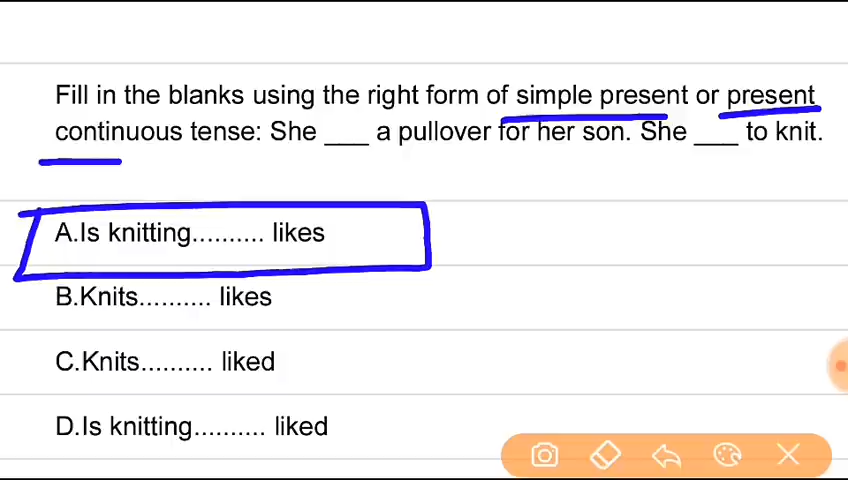 Fill in the blanks using the right form of simple present or present
continuous tense: She ___ a pullover for her son. She ___ to knit.
A.Is knitting.......... likes
B.Knits.......... likes
C.Knits.......... liked
D.Is knitting.......... liked